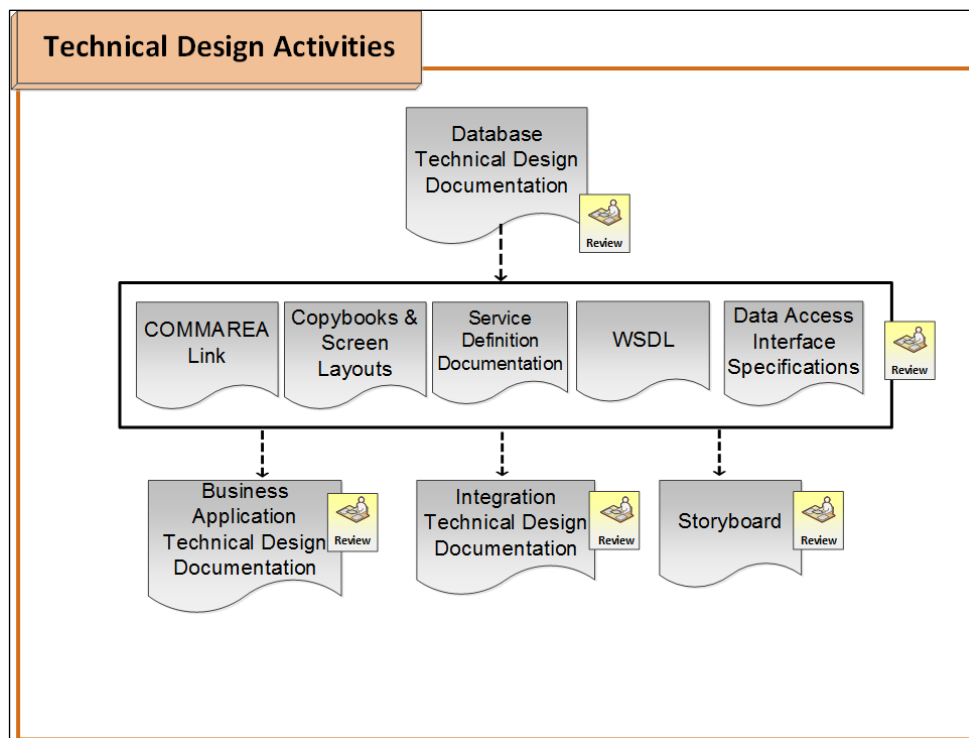 Technical Design Activities
Database
Technical Design
Documentation
Review
COMMAREA
Link
Copybooks &
Screen
Layouts
Service
Definition
Documentation
WSDL
Data Access
Interface
Specifications
Review
Business
Application
Technical Design
Documentation
Review
Integration
Technical Design
Documentation
Review
Storyboard
Review